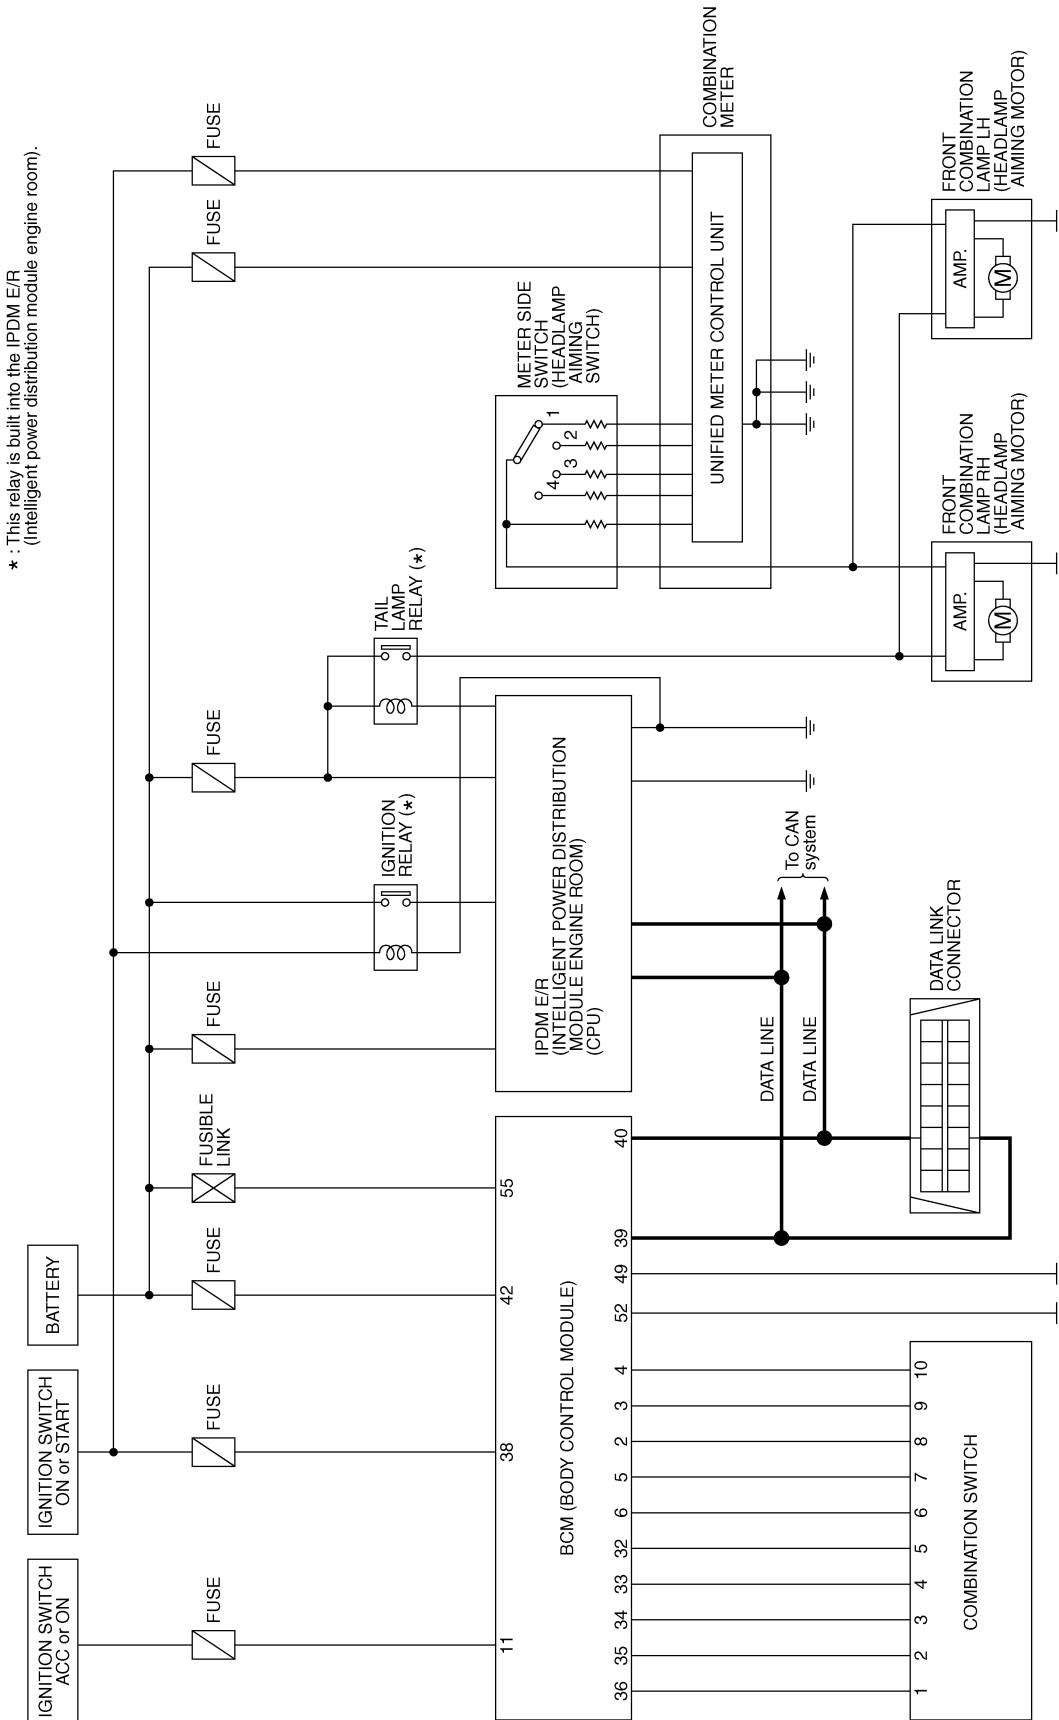 IGNITION SWITCH
ACC or ON
IGNITION SWITCH
ON or START
BATTERY
* : This relay is built into the IPDM E/R
(Intelligent power distribution module engine room).
FUSE
FUSE
FUSE
FUSIBLE
LINK
FUSE
FUSE
FUSE
FUSE
IGNITION
RELAY (*)
TAIL
LAMP
RELAY (*)
METER SIDE
SWITCH
(HEADLAMP
AIMING
SWITCH)
4
3
2
1
11
38
42
55
BCM (BODY CONTROL MODULE)
36
35
34
33
32
6
5
2
3
4
52
49
39
40
IPDM E/R
(INTELLIGENT POWER DISTRIBUTION
MODULE ENGINE ROOM)
(CPU)
UNIFIED METER CONTROL UNIT
COMBINATION
METER
DATA LINE
DATA LINE
To CAN
system
1
2
3
4
5
6
7
8
9
10
COMBINATION SWITCH
DATA LINK
CONNECTOR
AMP.
M
FRONT
COMBINATION
LAMP RH
(HEADLAMP
AIMING MOTOR)
AMP.
M
FRONT
COMBINATION
LAMP LH
(HEADLAMP
AIMING MOTOR)